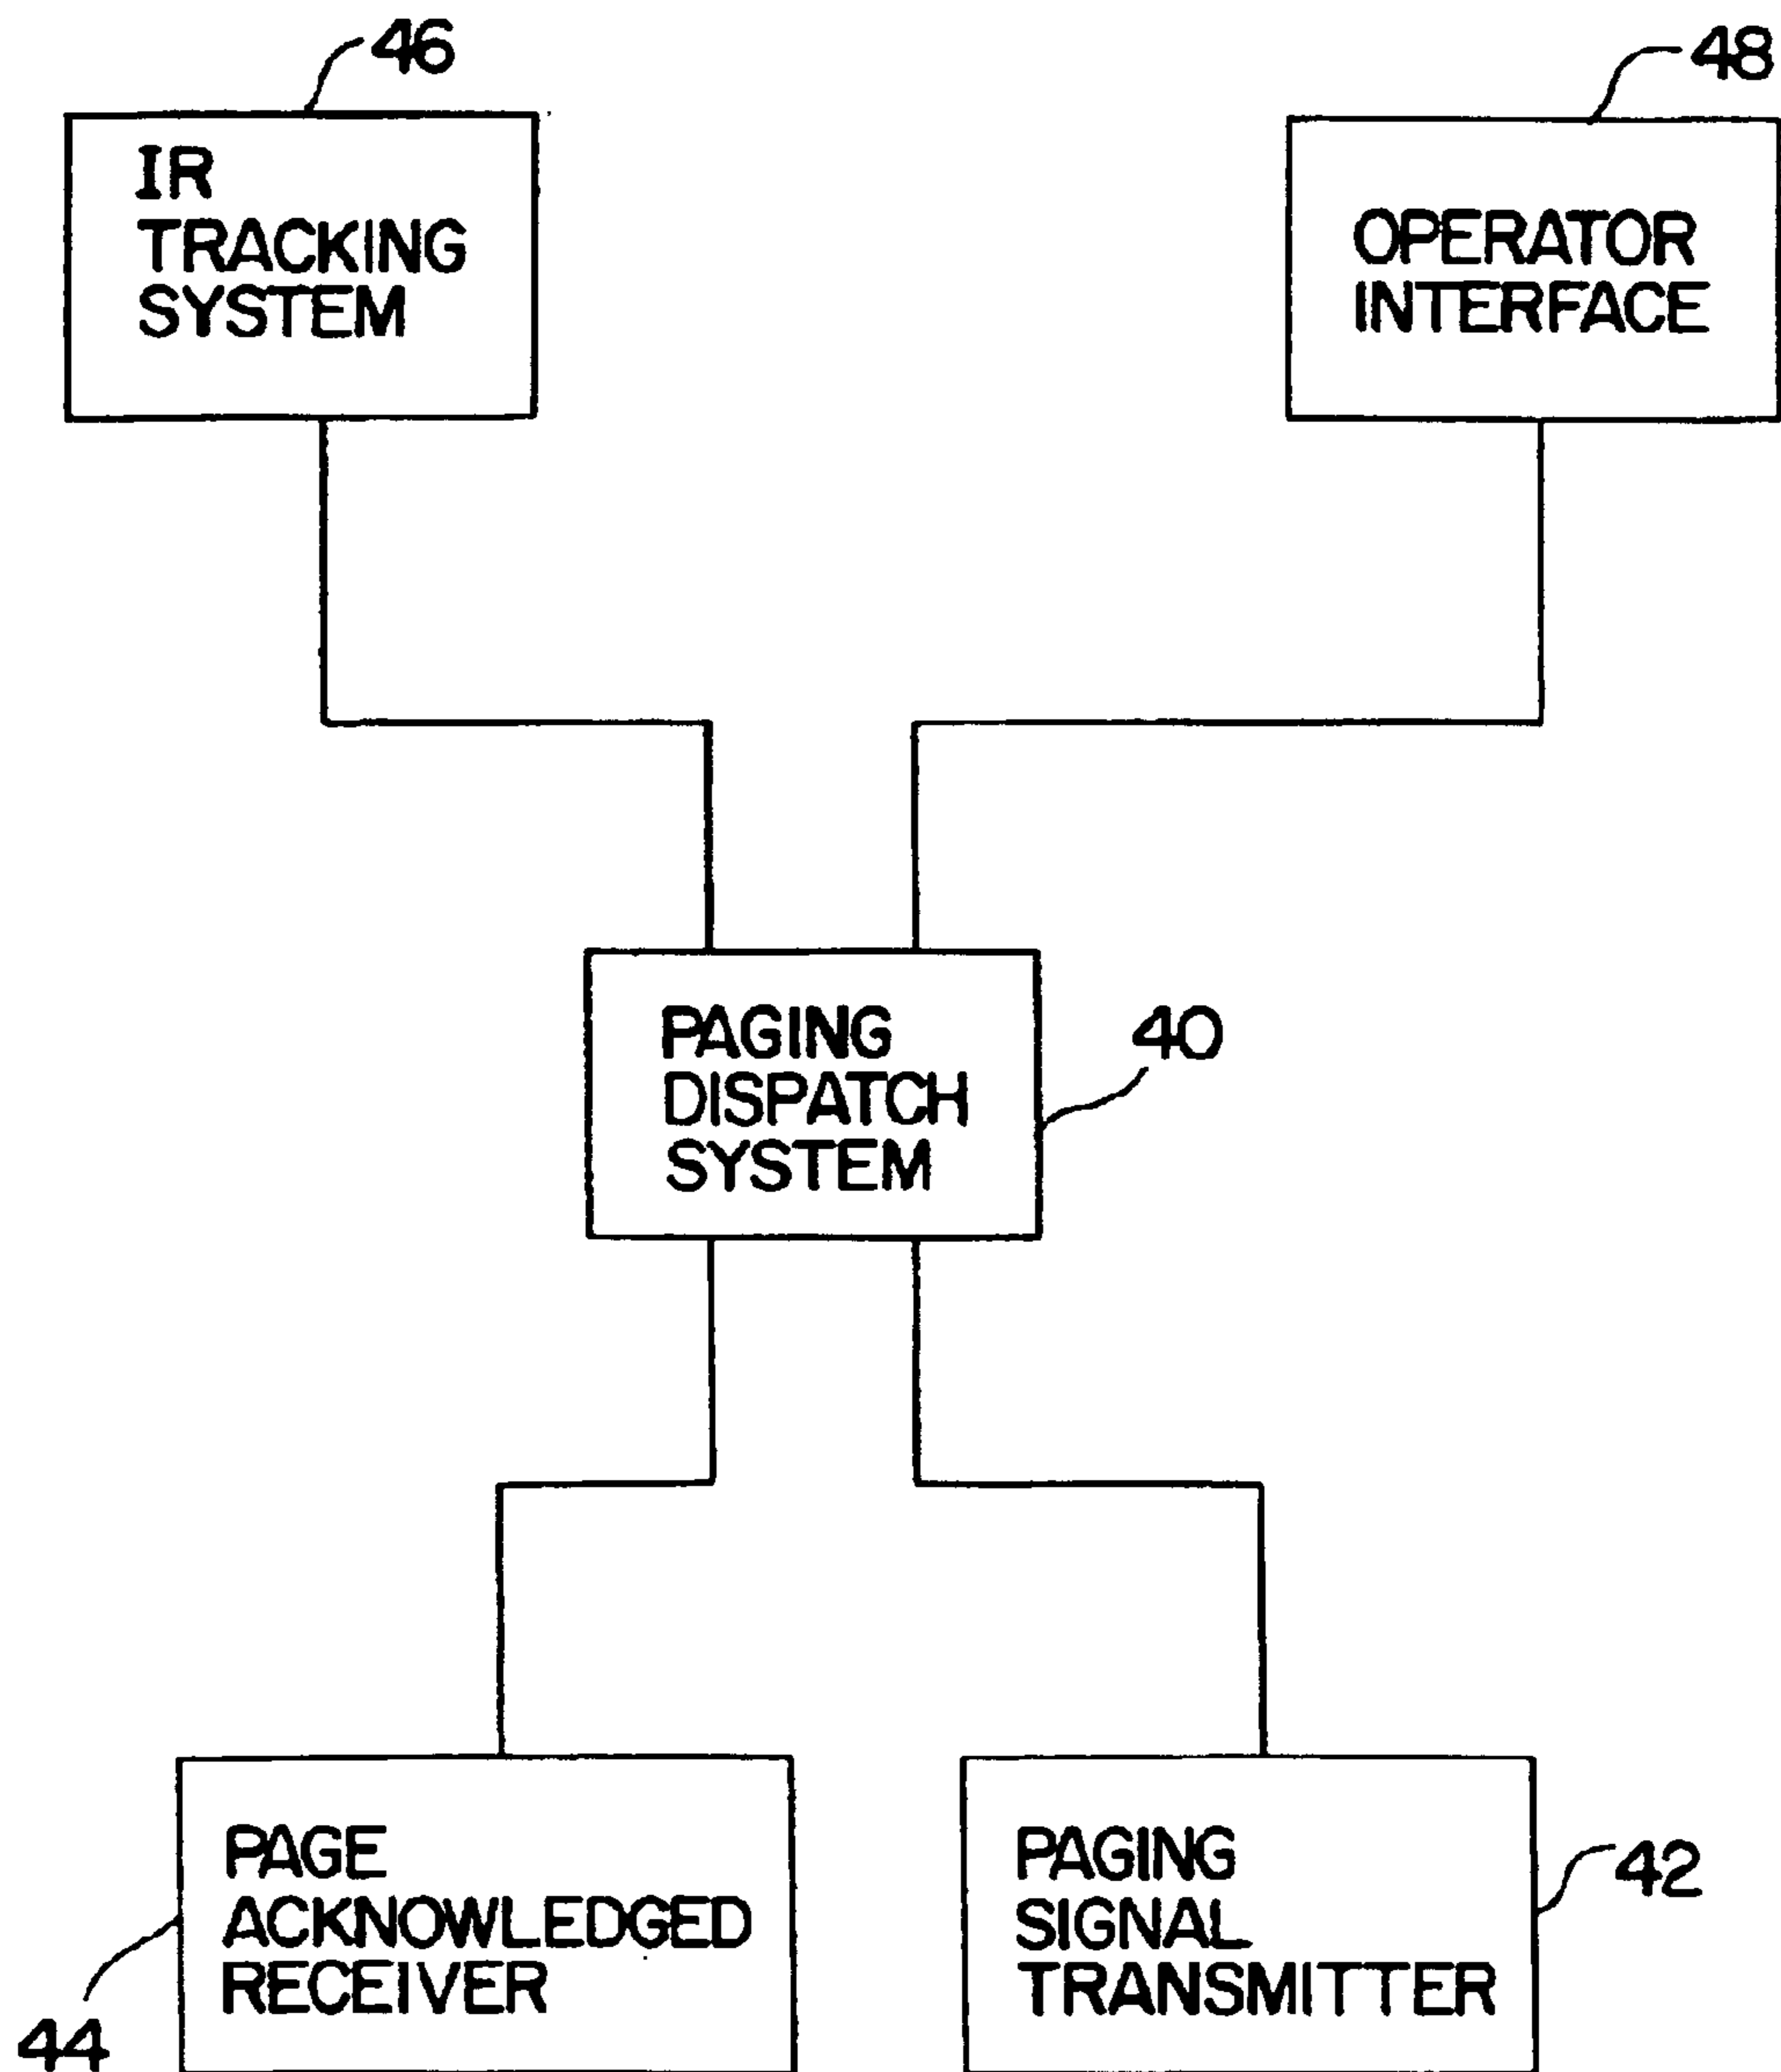 46
IR
TRACKING
SYSTEM
48
OPERATOR
INTERFACE
PAGING
DISPATCH
SYSTEM
40
PAGE
ACKNOWLEDGED
RECEIVER
44
PAGING
SIGNAL
TRANSMITTER
42